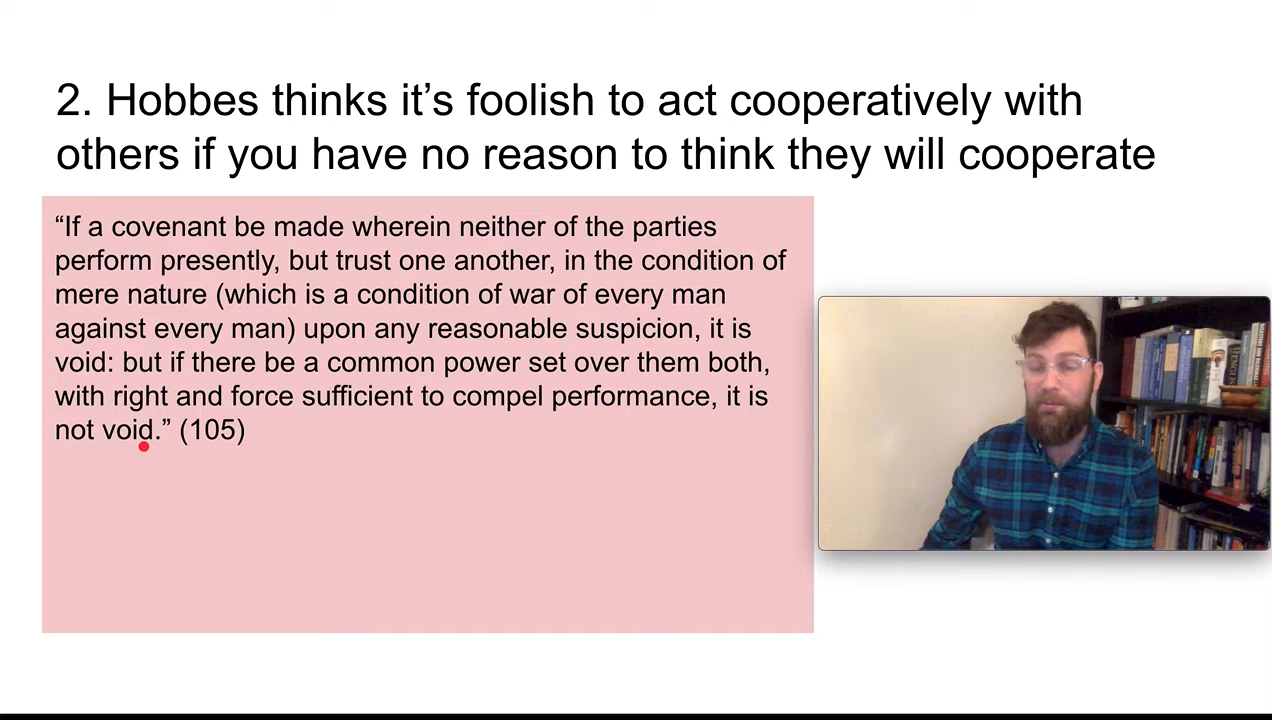 2. Hobbes thinks it’s foolish to act cooperatively with
others if you have no reason to think they will cooperate
“If a covenant be made wherein neither of the parties
perform presently, but trust one another, in the condition of
mere nature (which is a condition of war of every man
against every man) upon any reasonable suspicion, it is
void: but if there be a common power set over them both,
with right and force sufficient to compel performance, it is
not void.” (105)